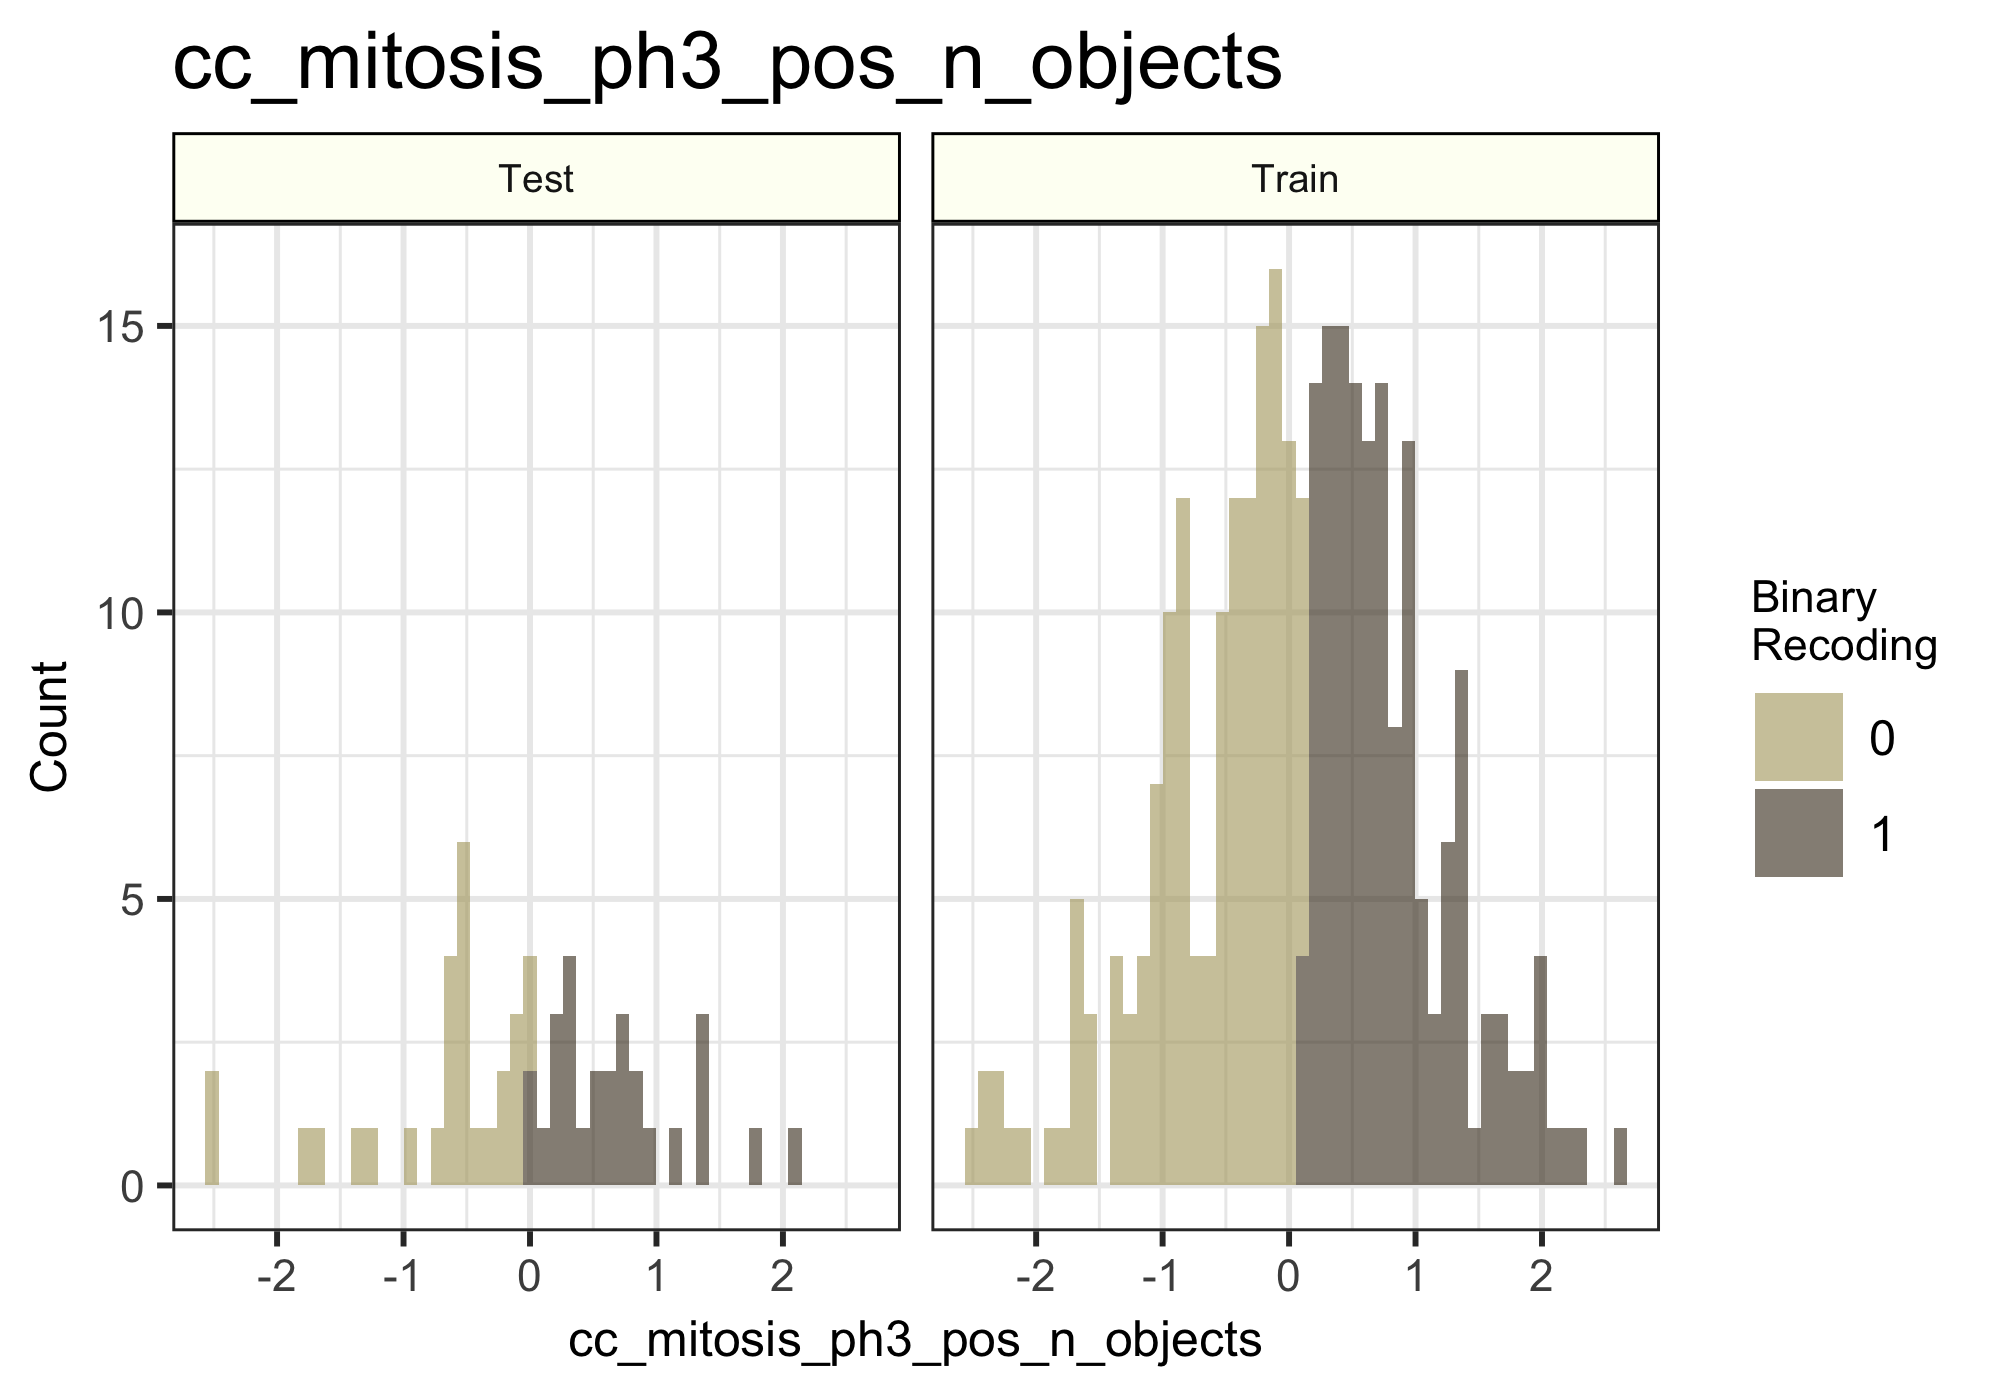 cc_mitosis_ph3_pos_n_objects
Test
Train
15
10
5
0
Count
-2
-1
0
1
2
-2
-1
0
1
2
cc_mitosis_ph3_pos_n_objects
Binary
Recoding
0
1